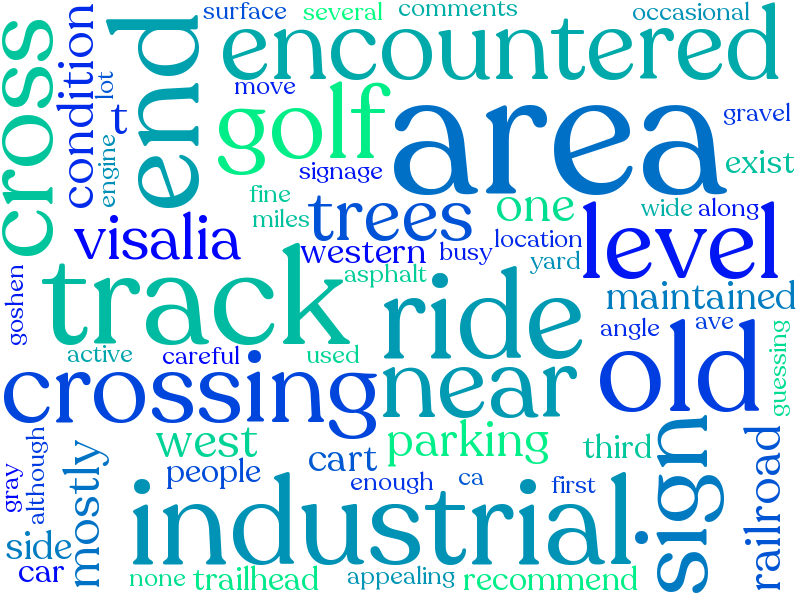 surface
several
comments
occasional
cross
condition
lot
end
encountered
move
t
golf
area
gravel
engine
signage
exist
fine
miles
trees
one
wide
along
visalia
western
busy
location
level
yard
goshen
track
asphalt
ride
maintained
angle
ave
active
careful
used
old
guessing
crossing
near
west
parking
third
sign
railroad
gray
although
mostly
people
cart
enough
ca
first
industrial
side
car
none
trailhead
appealing
recommend